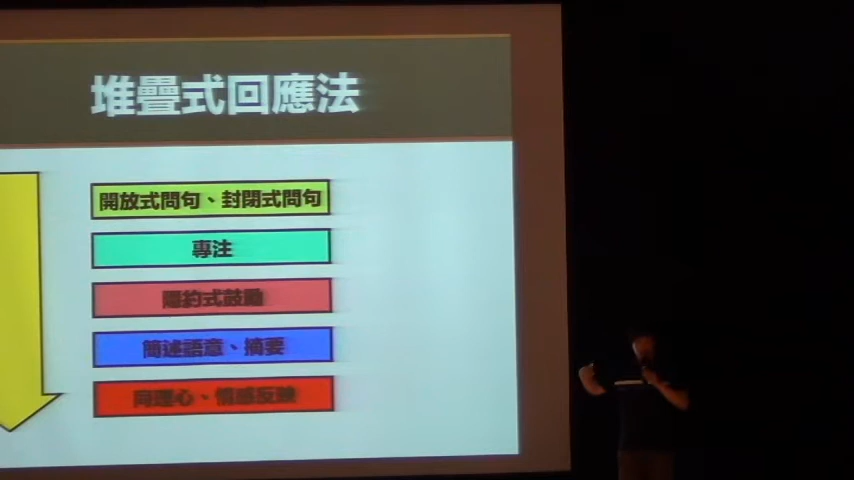 堆疊式回應法
開放式問句、封閉式問句
專注
隱約式鼓勵
簡述語意、摘要
同理心、情感反映